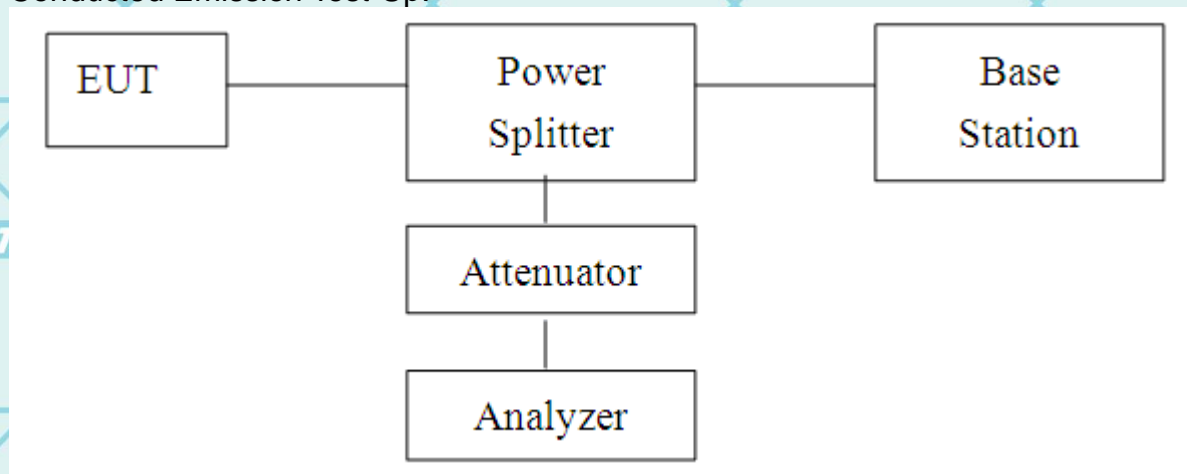 EUT
Power
Splitter
Base
Station
Attenuator
Analyzer